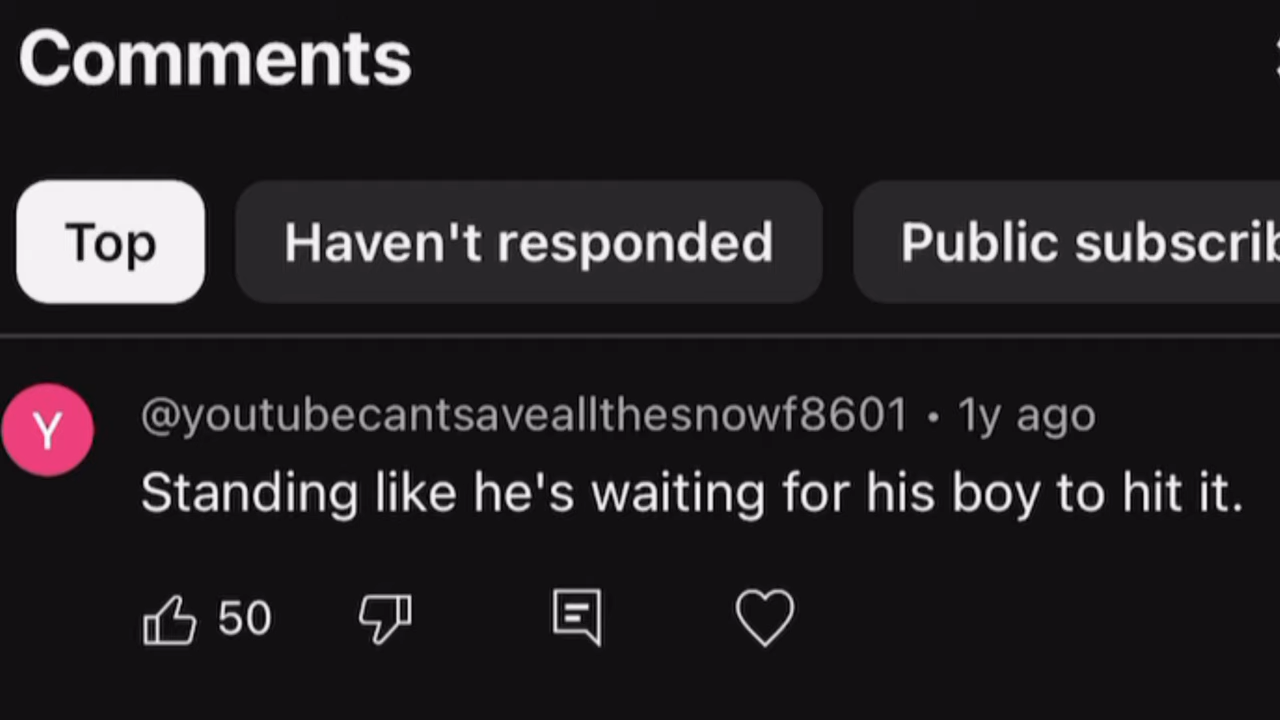 Comments
Top
Haven't responded
Public subscrib
Y
@youtubecantsaveallthesnowf8601 • 1y ago
Standing like he's waiting for his boy to hit it.
50